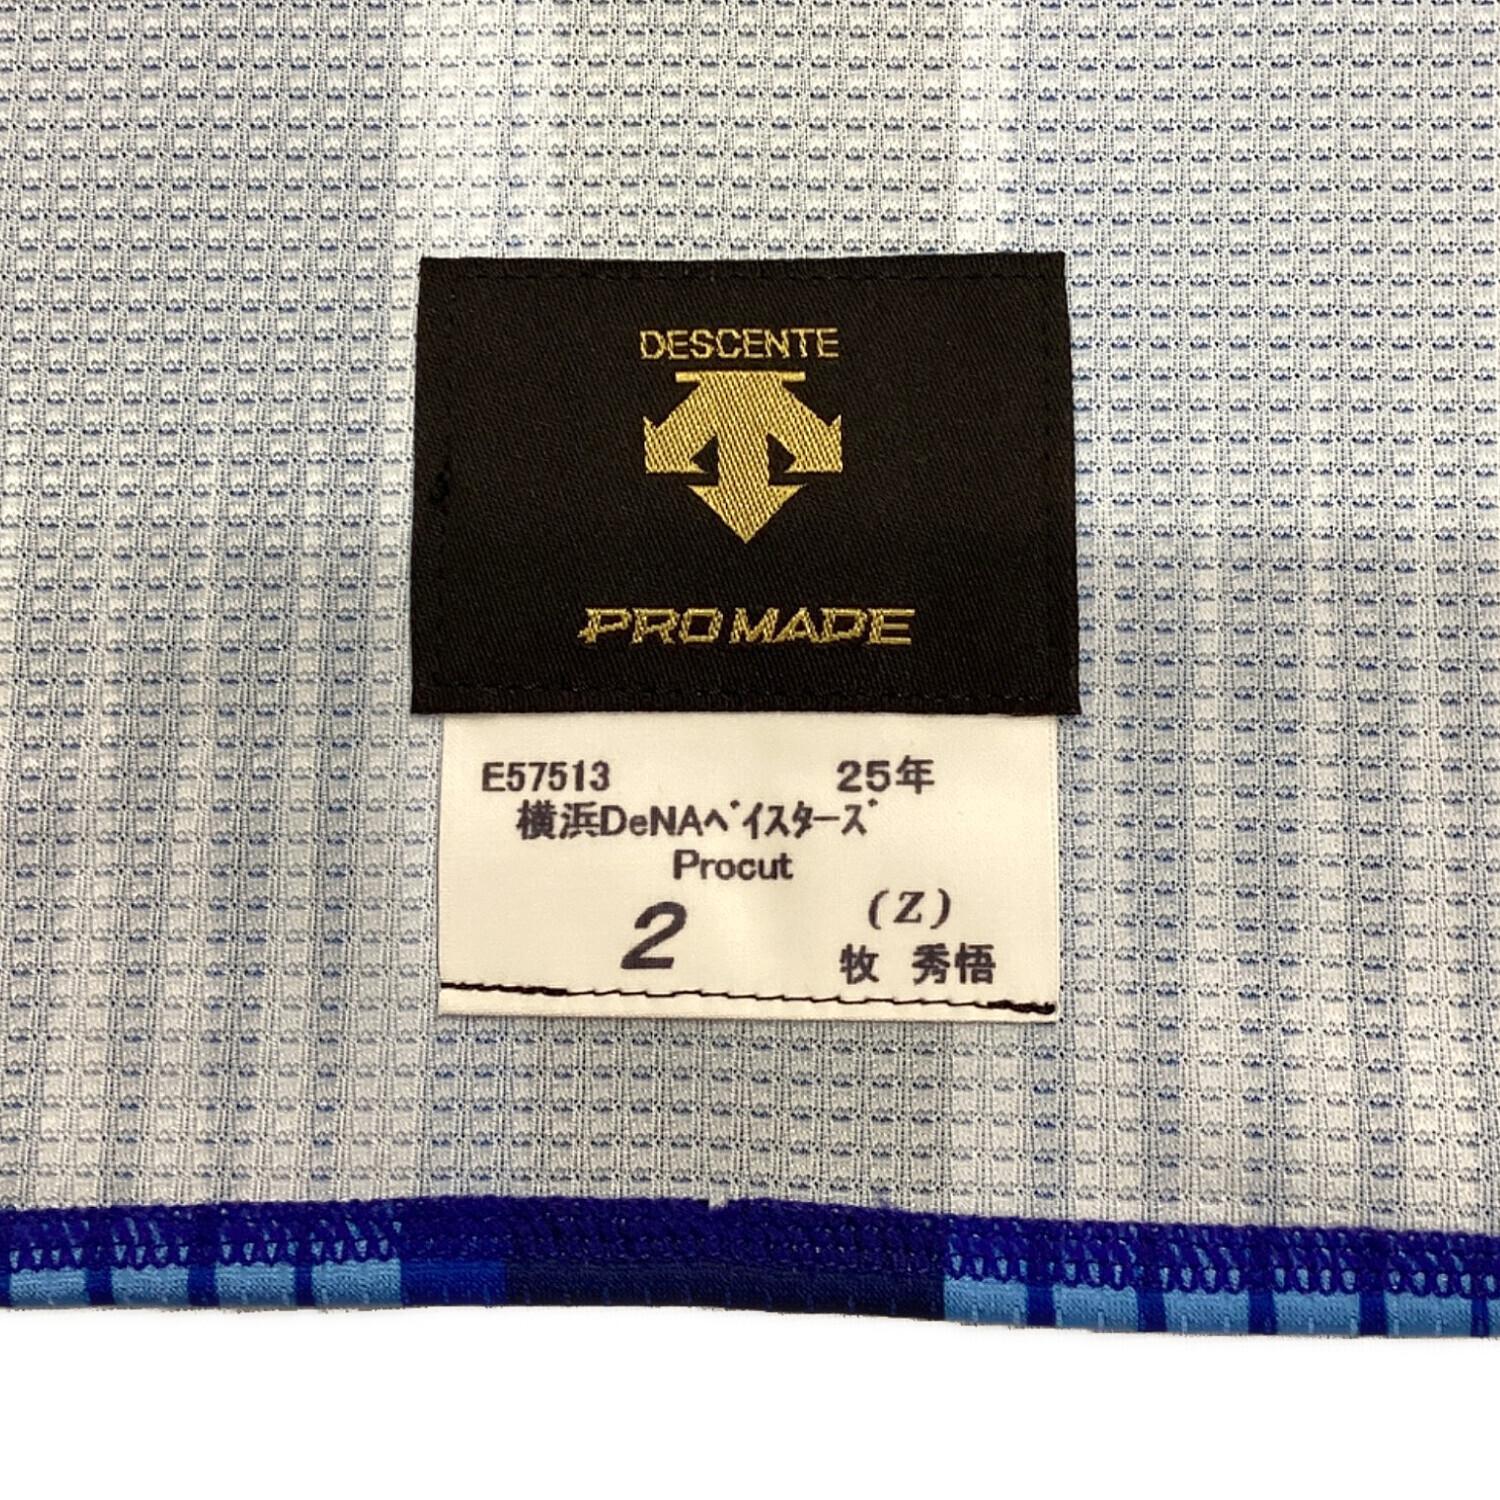 DESCENTE
PRO MADE
E57513 25年
横浜DeNAベイスターズ
Procut
2 (Z)
牧 秀悟